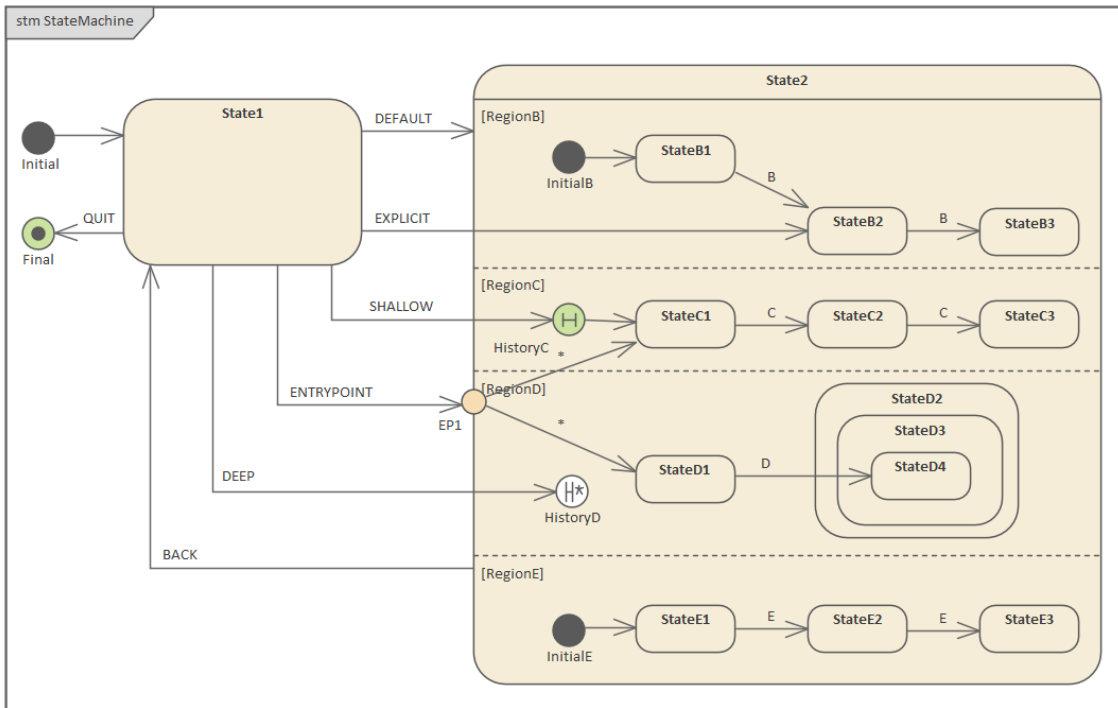 stm StateMachine
State2
State1
[RegionB]
DEFAULT
Initial
InitialB
StateB1
B
QUIT
Final
EXPLICIT
StateB2
B
StateB3
[RegionC]
SHALLOW
HistoryC
StateC1
C
StateC2
C
StateC3
*
[RegionD]
ENTRYPOINT
EP1
*
StateD2
StateD3
StateD4
StateD1
D
DEEP
H*
HistoryD
BACK
[RegionE]
InitialE
StateE1
E
StateE2
E
StateE3
H